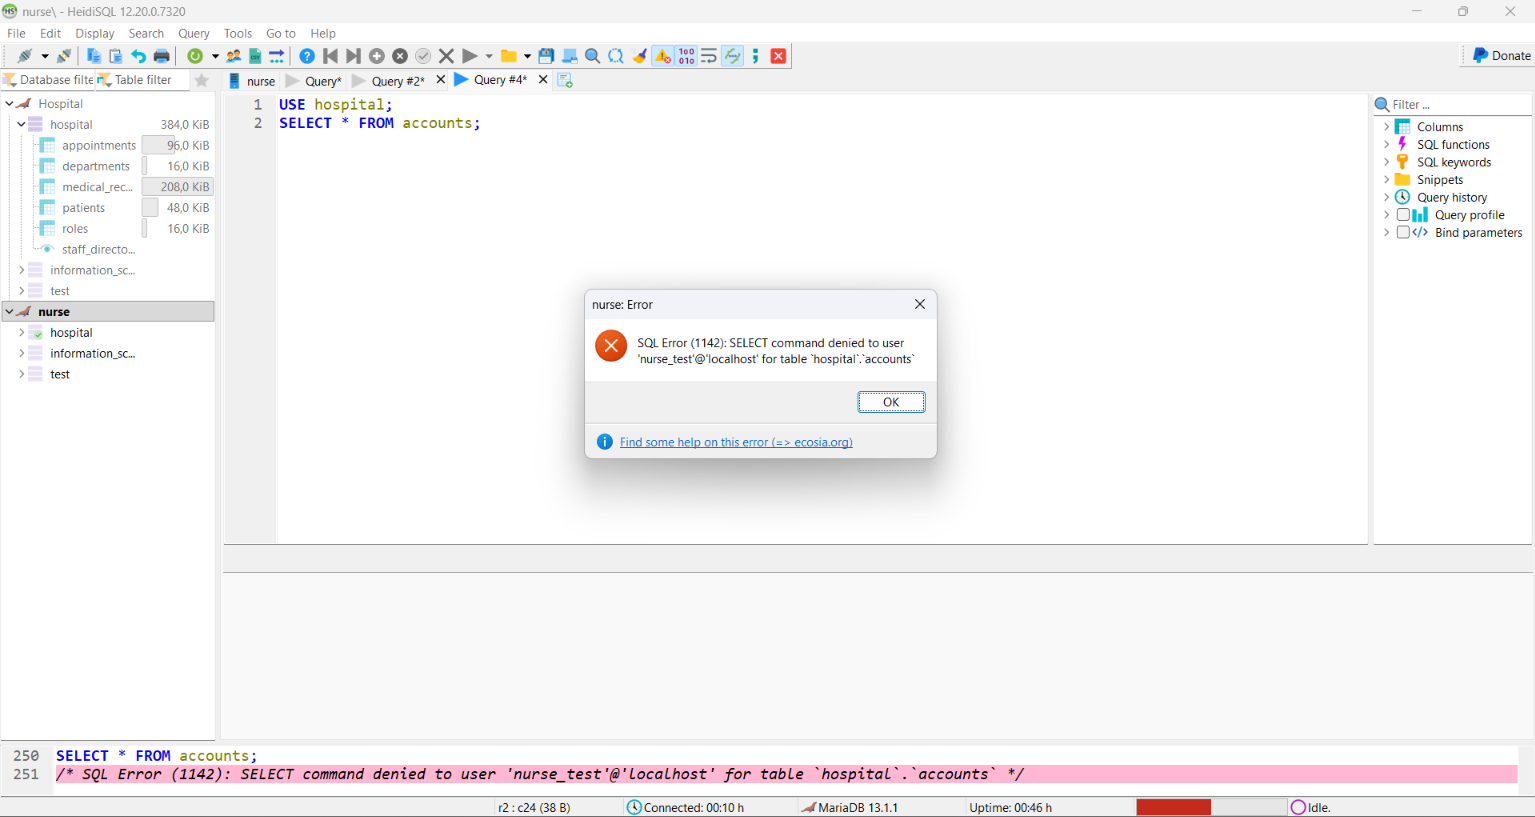 nurse\ - HeidiSQL 12.20.0.7320
File Edit Display Search Query Tools Go to Help
Donate
Database filte Table filter
nurse Query* Query #2* Query #4*
Hospital
hospital 384,0 KiB
appointments 96,0 KiB
departments 16,0 KiB
medical_rec... 208,0 KiB
patients 48,0 KiB
roles 16,0 KiB
staff_directo...
information_sc...
test
nurse
hospital
information_sc...
test
1 USE hospital;
2 SELECT * FROM accounts;
Filter ...
Columns
SQL functions
SQL keywords
Snippets
Query history
Query profile
Bind parameters
nurse: Error
SQL Error (1142): SELECT command denied to user
'nurse_test'@'localhost' for table `hospital`.`accounts`
OK
Find some help on this error (=> ecosia.org)
250 SELECT * FROM accounts;
251 /* SQL Error (1142): SELECT command denied to user 'nurse_test'@'localhost' for table `hospital`.`accounts` */
r2 : c24 (38 B) Connected: 00:10 h MariaDB 13.1.1 Uptime: 00:46 h Idle.